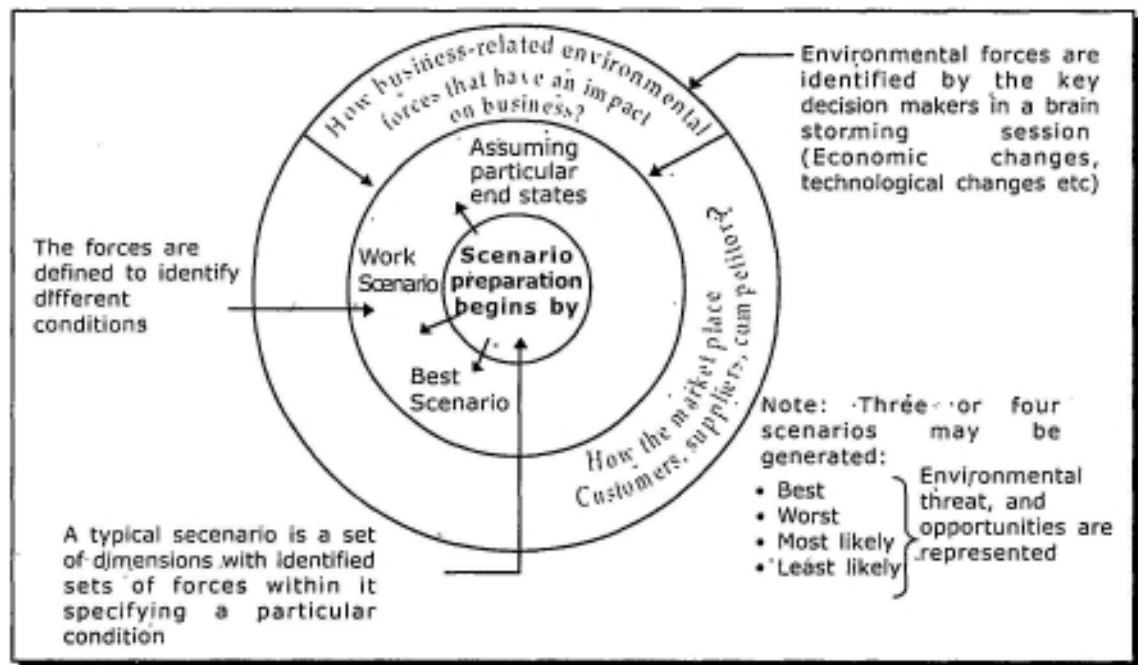 How business-related environmental
forces that have an impact
on business?
Environmental forces are
identified by the key
decision makers in a brain
storming session
(Economic changes,
technological changes etc)
Assuming
particular
end states
The forces are
defined to identify
different
conditions
Work
Scenario
Scenario
preparation
begins by
Best
Scenario
How the market place
Customers, suppliers, competitors?
Note: Three or four
scenarios may be
generated:
• Best
• Worst
• Most likely
• Least likely
Environmental
threat, and
opportunities are
represented
A typical secenario is a set
of dimensions with identified
sets of forces within it
specifying a particular
condition